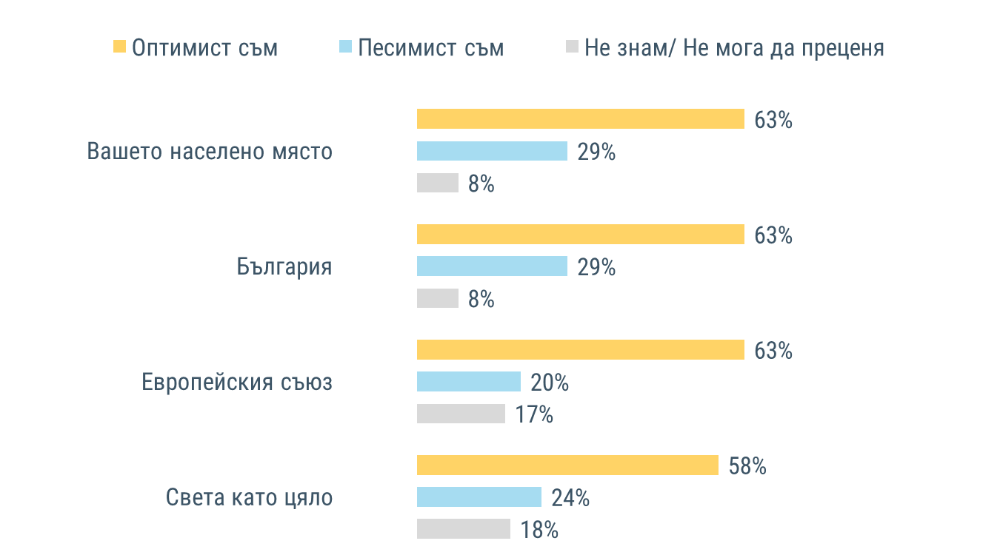 Оптимист съм Песимист съм Не знам/ Не мога да преценя
63%
Вашето населено място 29%
8%
63%
България 29%
8%
63%
Европейския съюз 20%
17%
58%
Света като цяло 24%
18%